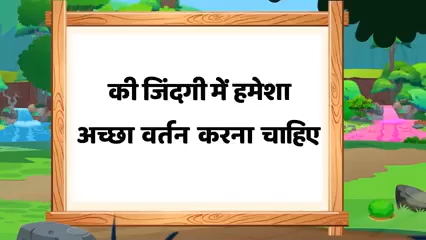 की जिंदगी में हमेशा
अच्छा वर्तन करना चाहिए